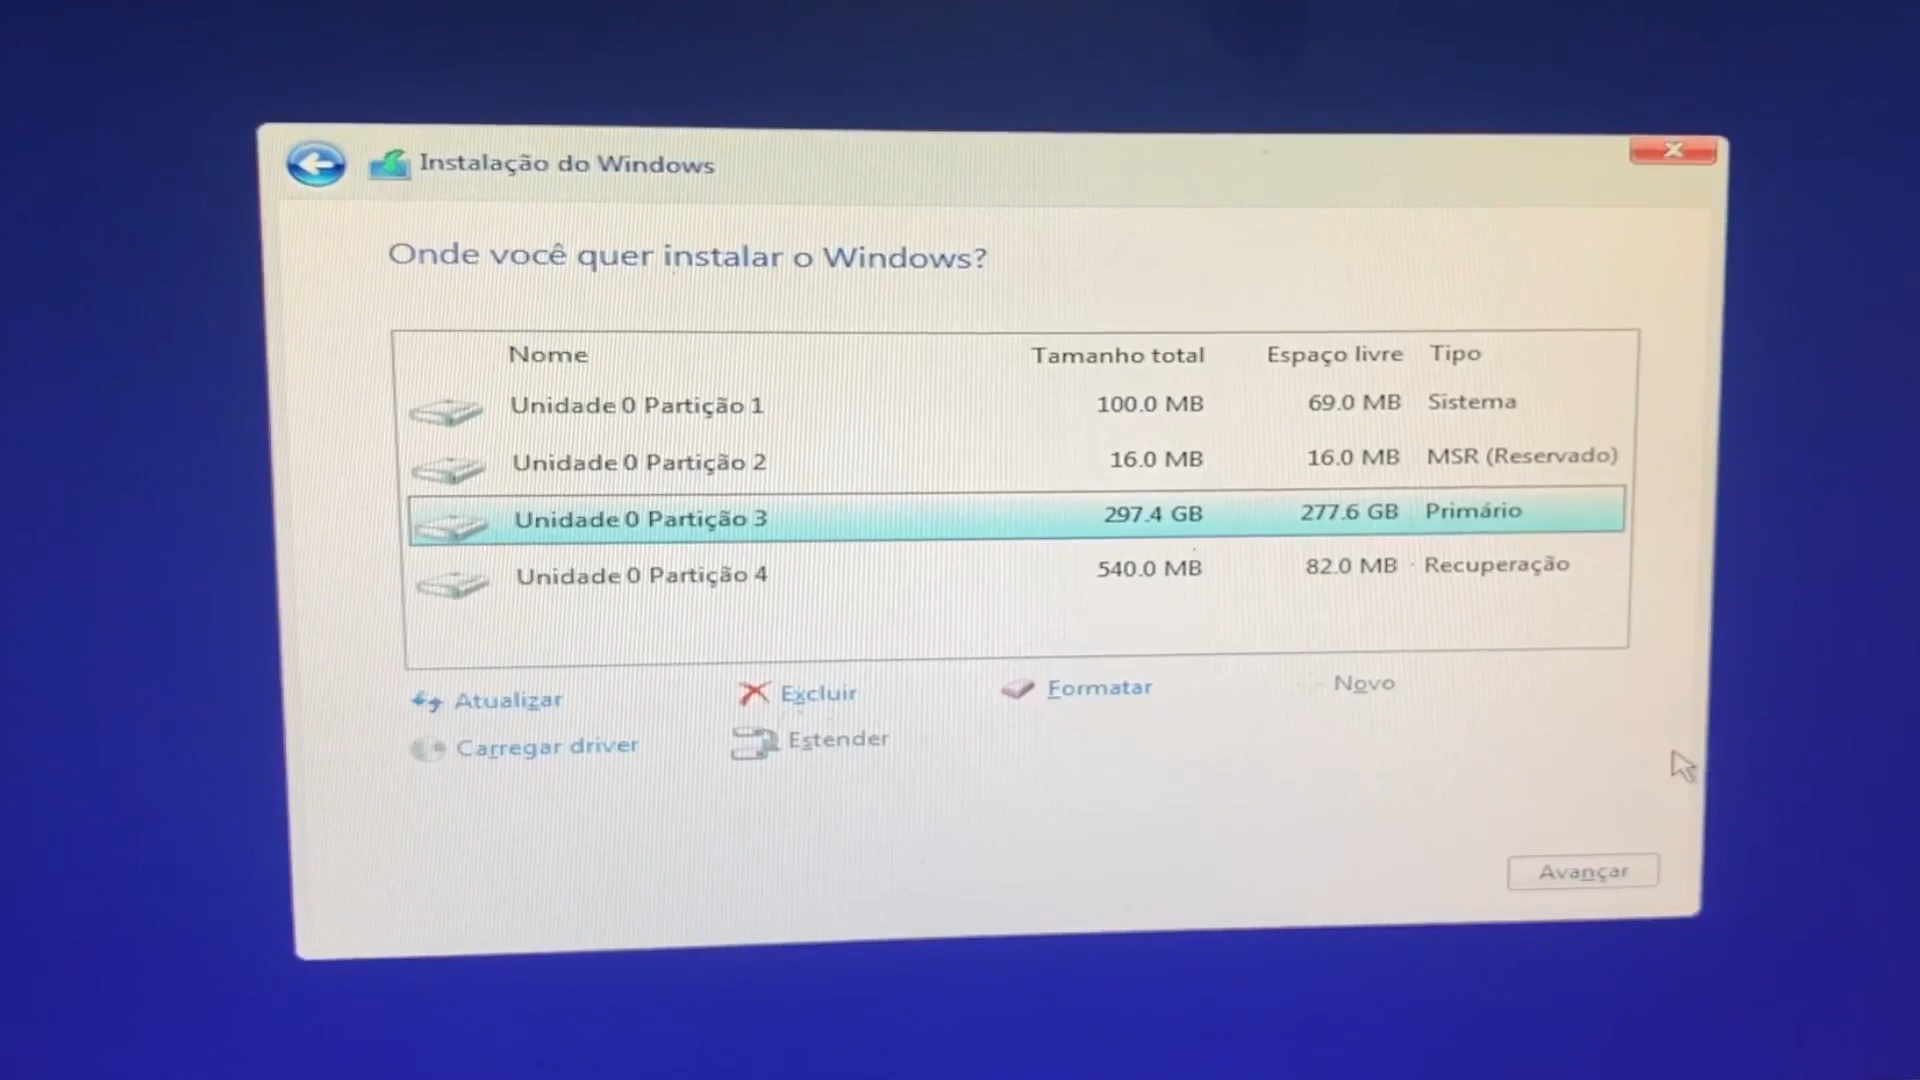 Instalação do Windows
Onde você quer instalar o Windows?
Nome Tamanho total Espaço livre Tipo
Unidade 0 Partição 1 100.0 MB 69.0 MB Sistema
Unidade 0 Partição 2 16.0 MB 16.0 MB MSR (Reservado)
Unidade 0 Partição 3 297.4 GB 277.6 GB Primário
Unidade 0 Partição 4 540.0 MB 82.0 MB Recuperação
Atualizar Excluir Formatar Novo
Carregar driver Estender
Avançar